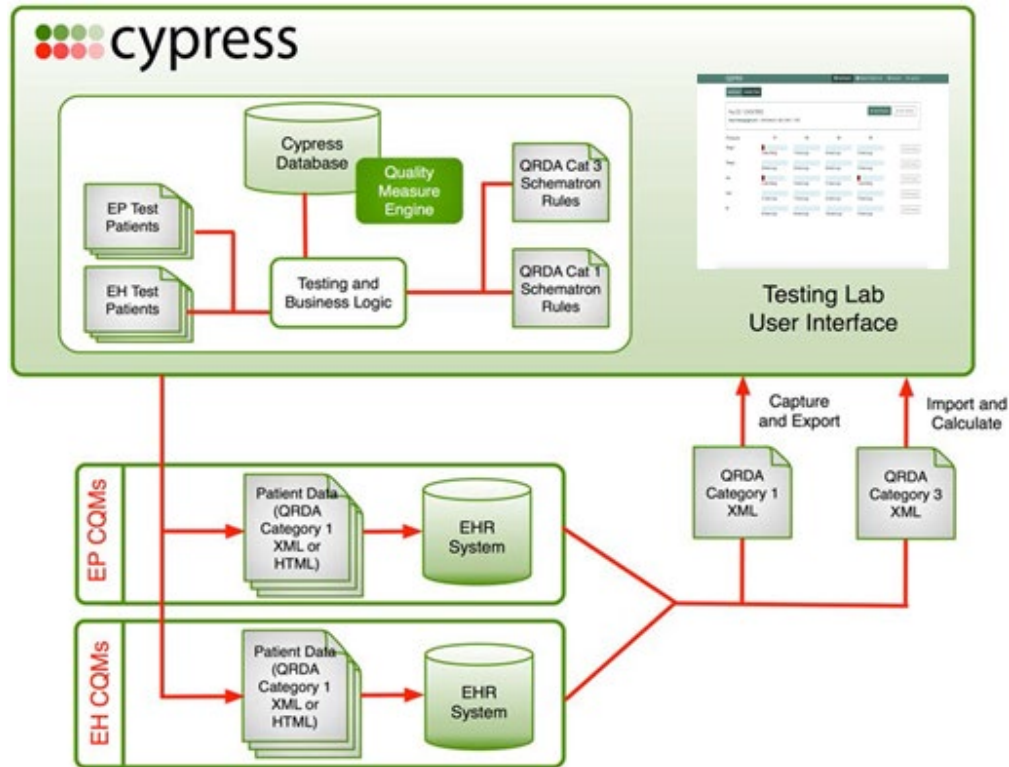 cypress
Cypress
Database
Quality
Measure
Engine
EP Test
Patients
EH Test
Patients
Testing and
Business Logic
QRDA Cat 3
Schematron
Rules
QRDA Cat 1
Schematron
Rules
Testing Lab
User Interface
Capture
and Export
Import and
Calculate
QRDA
Category 1
XML
QRDA
Category 3
XML
EP CQMs
Patient Data
(QRDA
Category 1
XML or
HTML)
EHR
System
EH CQMs
Patient Data
(QRDA
Category 1
XML or
HTML)
EHR
System